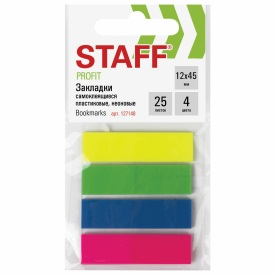 STAFF
PROFIT
Закладки
самоклеящиеся
пластиковые, неоновые
Bookmarks арт. 127148
12x45
мм
25
листов
4
цвета